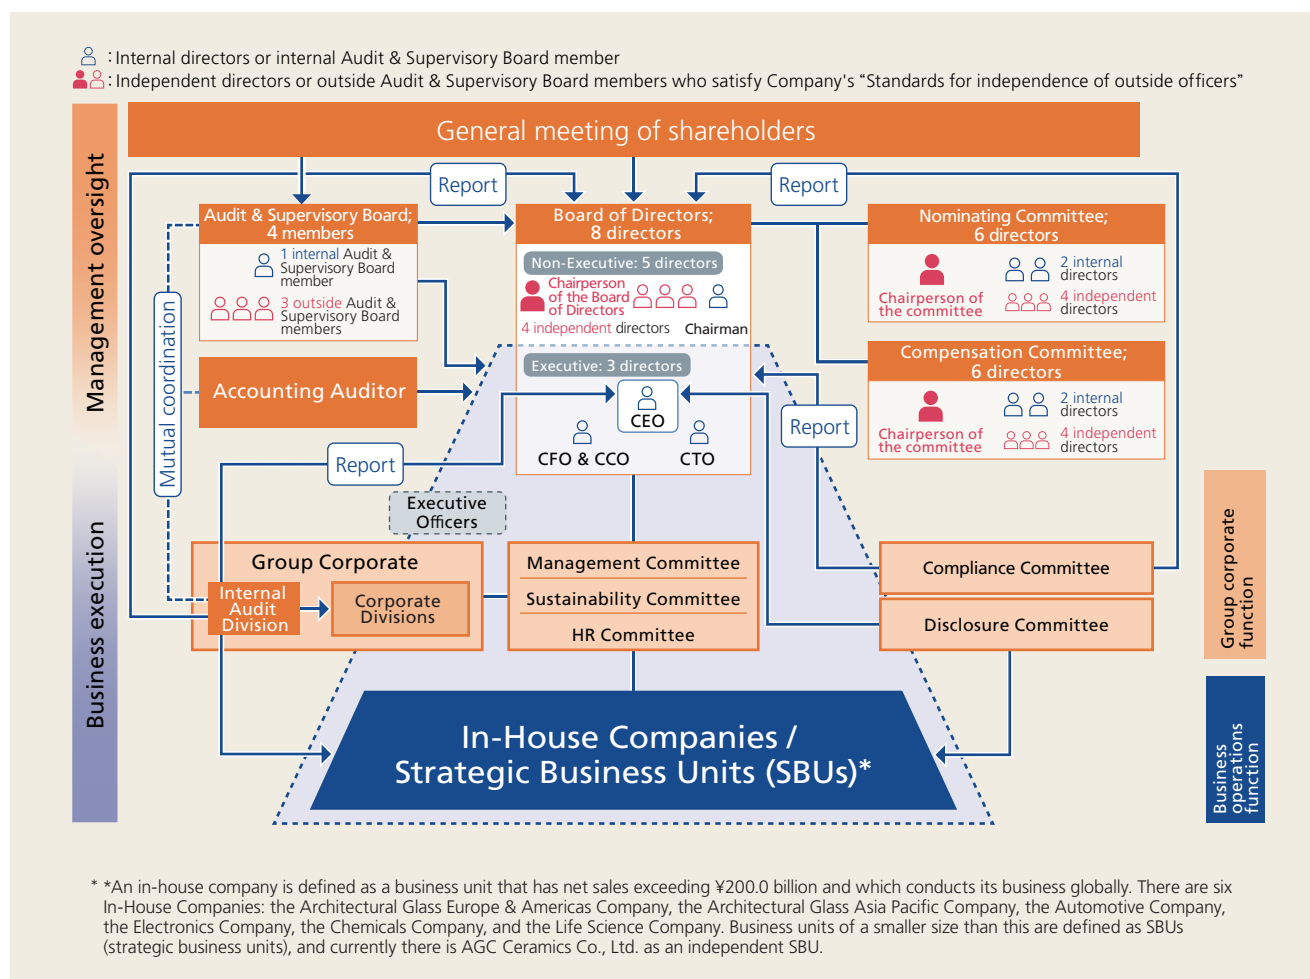 : Internal directors or internal Audit & Supervisory Board member
: Independent directors or outside Audit & Supervisory Board members who satisfy Company's “Standards for independence of outside officers”
Management oversight
Business execution
General meeting of shareholders
Report
Report
Audit & Supervisory Board;
4 members
1 internal Audit &
Supervisory Board
member
3 outside Audit &
Supervisory Board
members
Board of Directors;
8 directors
Non-Executive: 5 directors
Chairperson
of the Board
of Directors
4 independent directors
Chairman
Executive: 3 directors
CEO
CFO & CCO
CTO
Nominating Committee;
6 directors
Chairperson of
the committee
2 internal
directors
4 independent
directors
Compensation Committee;
6 directors
Chairperson of
the committee
2 internal
directors
4 independent
directors
Mutual coordination
Accounting Auditor
Report
Report
Executive
Officers
Group Corporate
Internal
Audit
Division
Corporate
Divisions
Management Committee
Sustainability Committee
HR Committee
Compliance Committee
Disclosure Committee
Group corporate
function
Business
operations
function
In-House Companies /
Strategic Business Units (SBUs)*
* *An in-house company is defined as a business unit that has net sales exceeding ¥200.0 billion and which conducts its business globally. There are six
In-House Companies: the Architectural Glass Europe & Americas Company, the Architectural Glass Asia Pacific Company, the Automotive Company,
the Electronics Company, the Chemicals Company, and the Life Science Company. Business units of a smaller size than this are defined as SBUs
(strategic business units), and currently there is AGC Ceramics Co., Ltd. as an independent SBU.